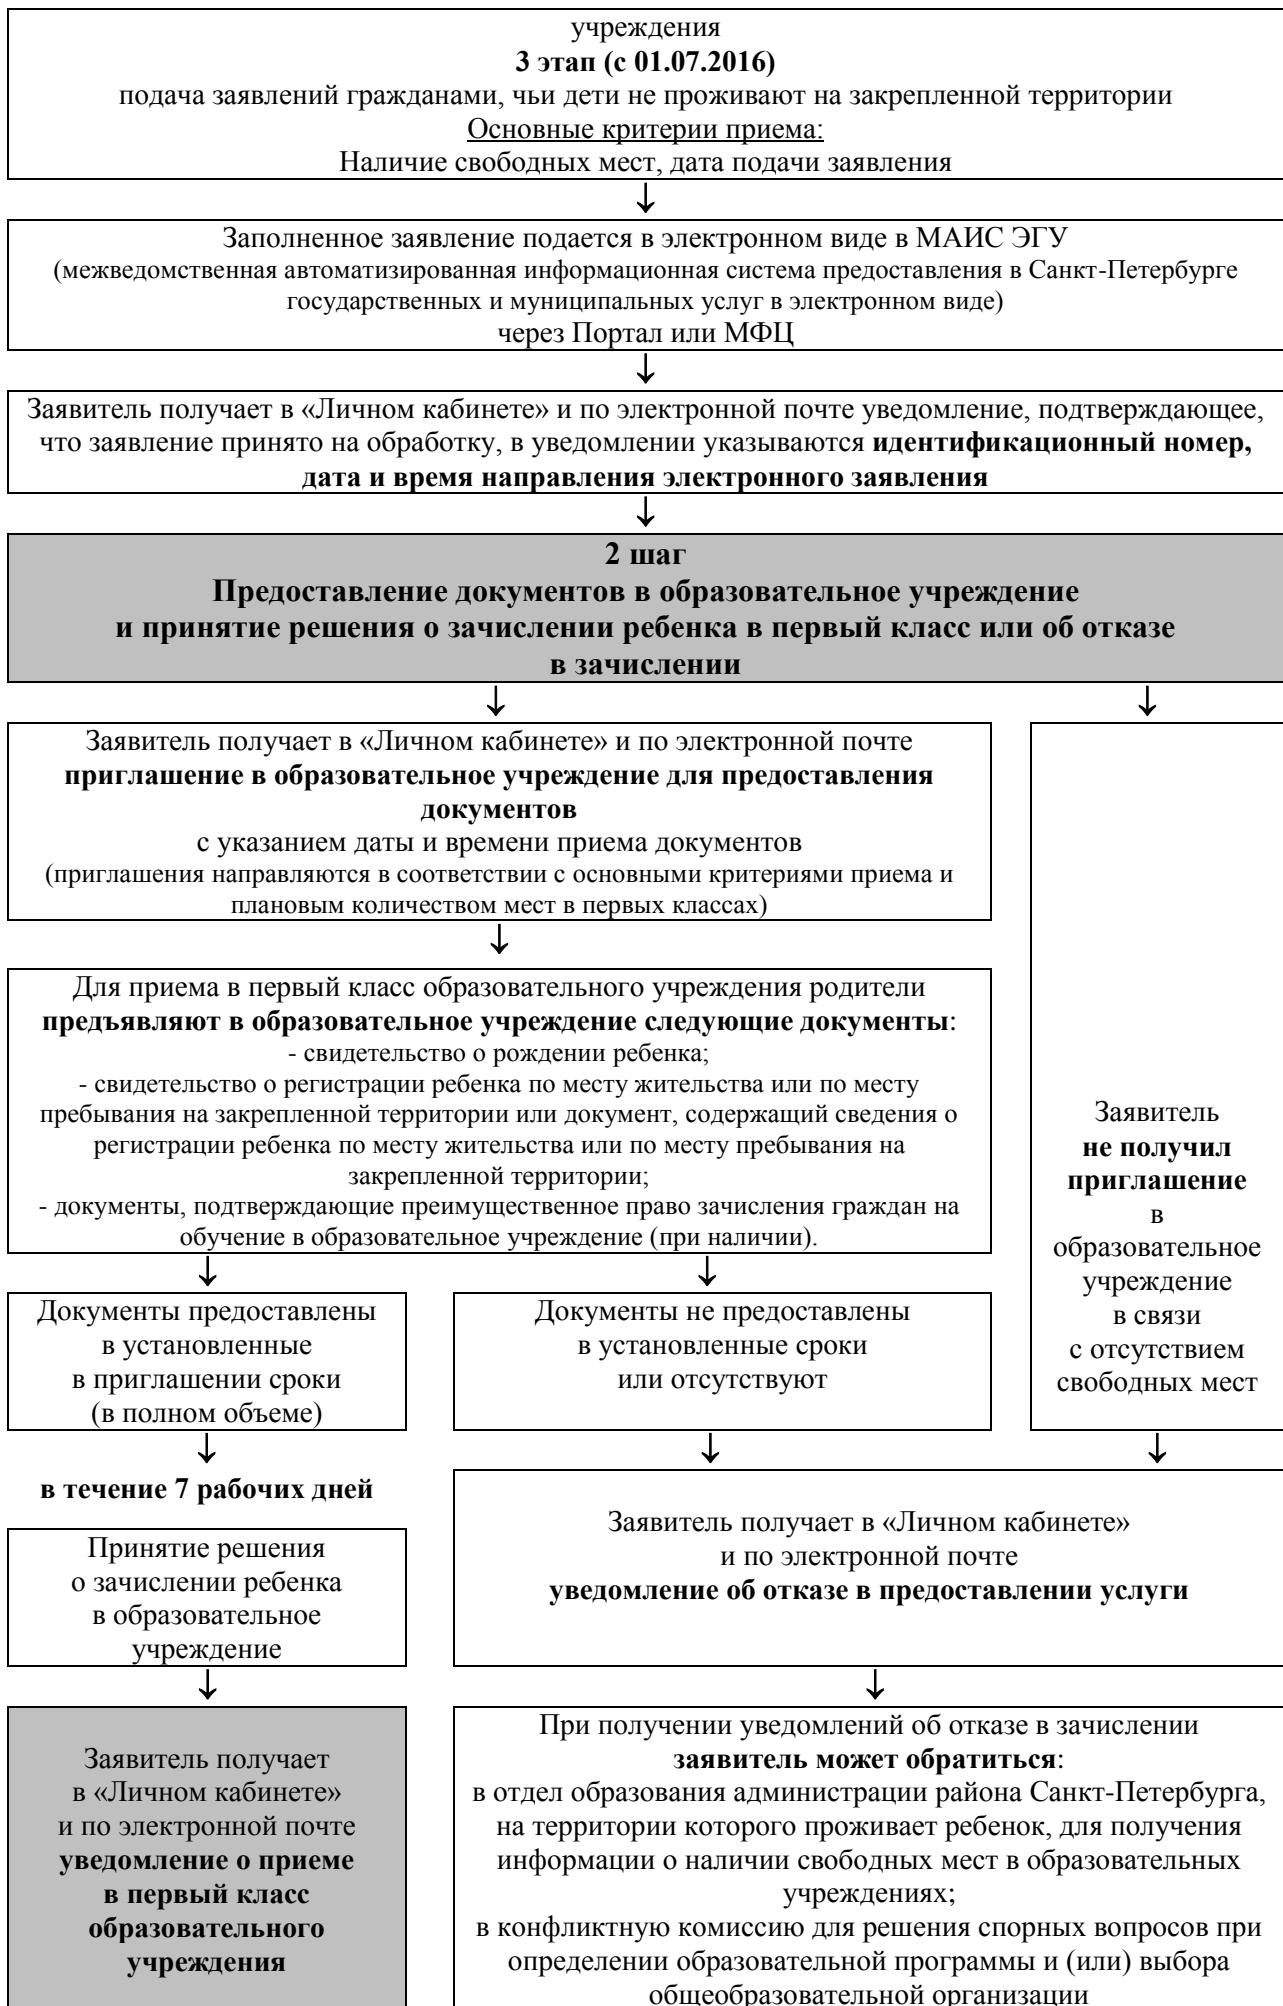 учреждения
3 этап (с 01.07.2016)
подача заявлений гражданами, чьи дети не проживают на закрепленной территории
Основные критерии приема:
Наличие свободных мест, дата подачи заявления
↓
Заполненное заявление подается в электронном виде в МАИС ЭГУ
(межведомственная автоматизированная информационная система предоставления в Санкт-Петербурге
государственных и муниципальных услуг в электронном виде)
через Портал или МФЦ
↓
Заявитель получает в «Личном кабинете» и по электронной почте уведомление, подтверждающее,
что заявление принято на обработку, в уведомлении указываются идентификационный номер,
дата и время направления электронного заявления
↓
2 шаг
Предоставление документов в образовательное учреждение
и принятие решения о зачислении ребенка в первый класс или об отказе
в зачислении
↓ ↓
Заявитель получает в «Личном кабинете» и по электронной почте
приглашение в образовательное учреждение для предоставления
документов
с указанием даты и времени приема документов
(приглашения направляются в соответствии с основными критериями приема и
плановым количеством мест в первых классах)
↓
Для приема в первый класс образовательного учреждения родители
предъявляют в образовательное учреждение следующие документы:
- свидетельство о рождении ребенка;
- свидетельство о регистрации ребенка по месту жительства или по месту
пребывания на закрепленной территории или документ, содержащий сведения о
регистрации ребенка по месту жительства или по месту пребывания на
закрепленной территории;
- документы, подтверждающие преимущественное право зачисления граждан на
обучение в образовательное учреждение (при наличии).
Заявитель
не получил
приглашение
в
образовательное
учреждение
в связи
с отсутствием
свободных мест
↓ ↓
Документы предоставлены
в установленные
в приглашении сроки
(в полном объеме)
Документы не предоставлены
в установленные сроки
или отсутствуют
↓ ↓ ↓
в течение 7 рабочих дней
Принятие решения
о зачислении ребенка
в образовательное
учреждение
Заявитель получает в «Личном кабинете»
и по электронной почте
уведомление об отказе в предоставлении услуги
↓ ↓
Заявитель получает
в «Личном кабинете»
и по электронной почте
уведомление о приеме
в первый класс
образовательного
учреждения
При получении уведомлений об отказе в зачислении
заявитель может обратиться:
в отдел образования администрации района Санкт-Петербурга,
на территории которого проживает ребенок, для получения
информации о наличии свободных мест в образовательных
учреждениях;
в конфликтную комиссию для решения спорных вопросов при
определении образовательной программы и (или) выбора
общеобразовательной организации